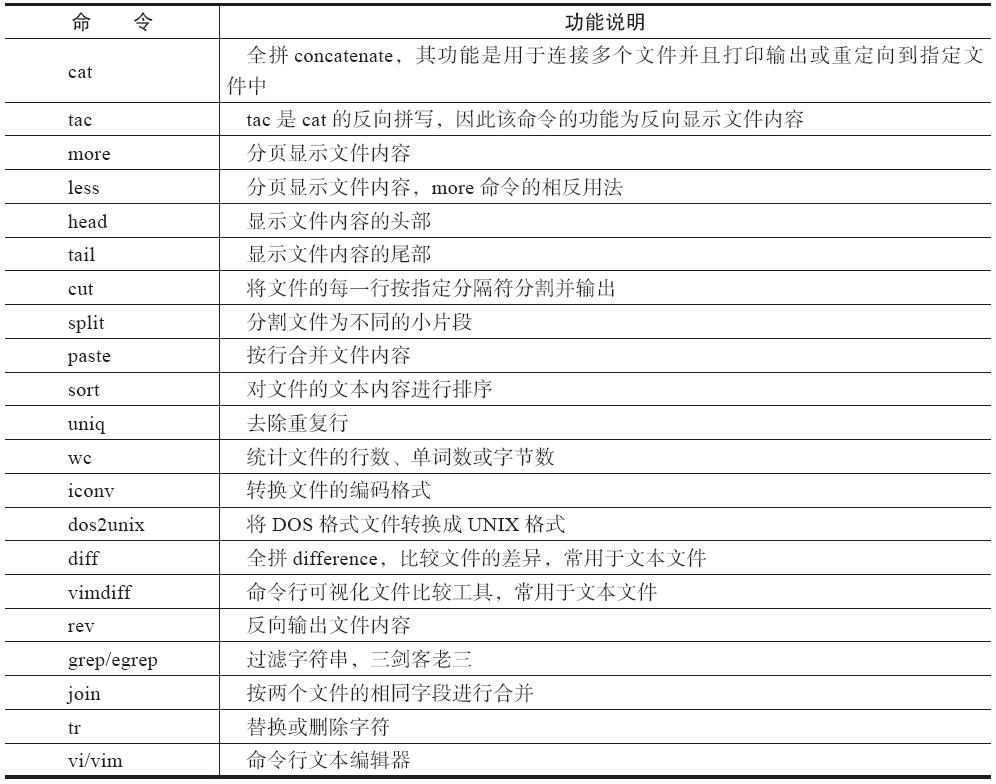 命 令 功能说明
cat 全拼 concatenate，其功能是用于连接多个文件并且打印输出或重定向到指定文
件中
tac tac 是 cat 的反向拼写，因此该命令的功能为反向显示文件内容
more 分页显示文件内容
less 分页显示文件内容，more 命令的相反用法
head 显示文件内容的头部
tail 显示文件内容的尾部
cut 将文件的每一行按指定分隔符分割并输出
split 分割文件为不同的小片段
paste 按行合并文件内容
sort 对文件的文本内容进行排序
uniq 去除重复行
wc 统计文件的行数、单词数或字节数
iconv 转换文件的编码格式
dos2unix 将 DOS 格式文件转换成 UNIX 格式
diff 全拼 difference，比较文件的差异，常用于文本文件
vimdiff 命令行可视化文件比较工具，常用于文本文件
rev 反向输出文件内容
grep/egrep 过滤字符串，三剑客老三
join 按两个文件的相同字段进行合并
tr 替换或删除字符
vi/vim 命令行文本编辑器